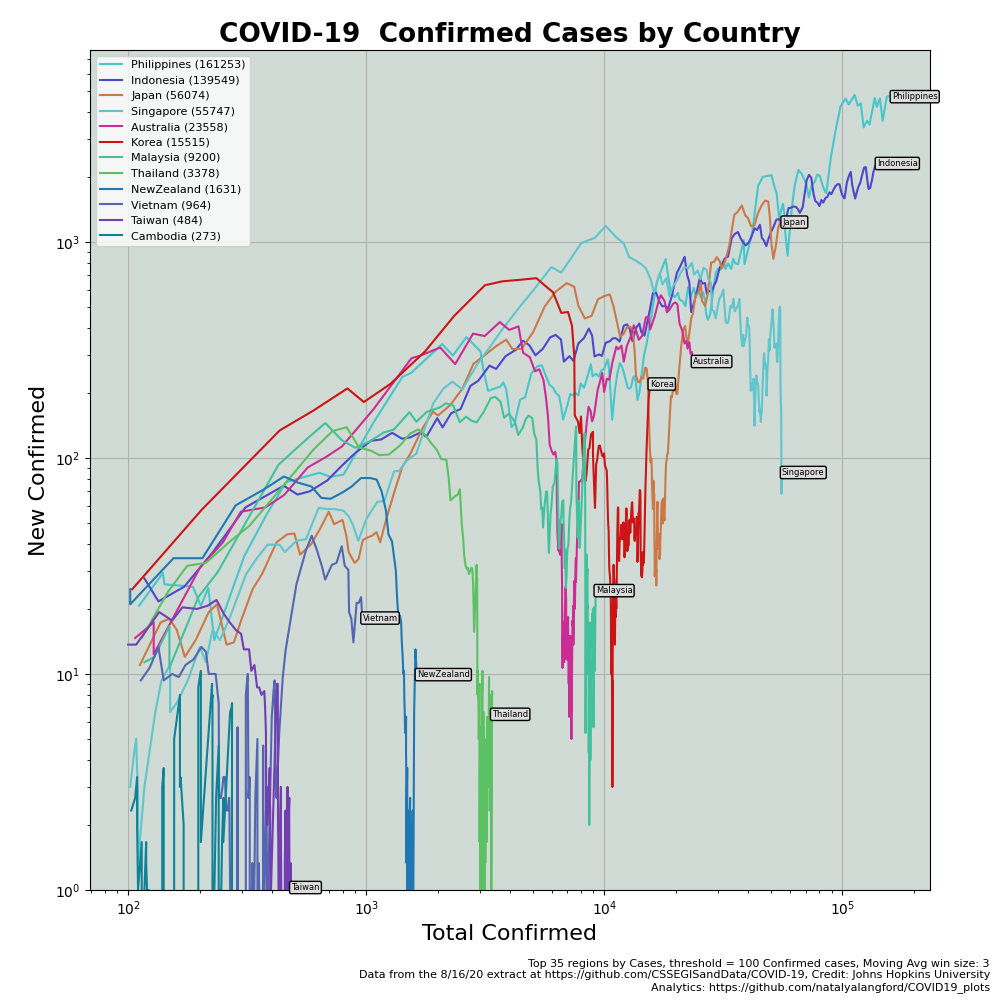 COVID-19  Confirmed Cases by Country
Philippines (161253)
Indonesia (139549)
Japan (56074)
Singapore (55747)
Australia (23558)
Korea (15515)
Malaysia (9200)
Thailand (3378)
NewZealand (1631)
Vietnam (964)
Taiwan (484)
Cambodia (273)
Philippines
Indonesia
Japan
Australia
Korea
Singapore
Malaysia
Vietnam
NewZealand
Thailand
Taiwan
New Confirmed
10³
10²
10¹
10⁰
10² 10³ 10⁴ 10⁵
Total Confirmed
Top 35 regions by Cases, threshold = 100 Confirmed cases, Moving Avg win size: 3
Data from the 8/16/20 extract at https://github.com/CSSEGISandData/COVID-19, Credit: Johns Hopkins University
Analytics: https://github.com/natalyalangford/COVID19_plots